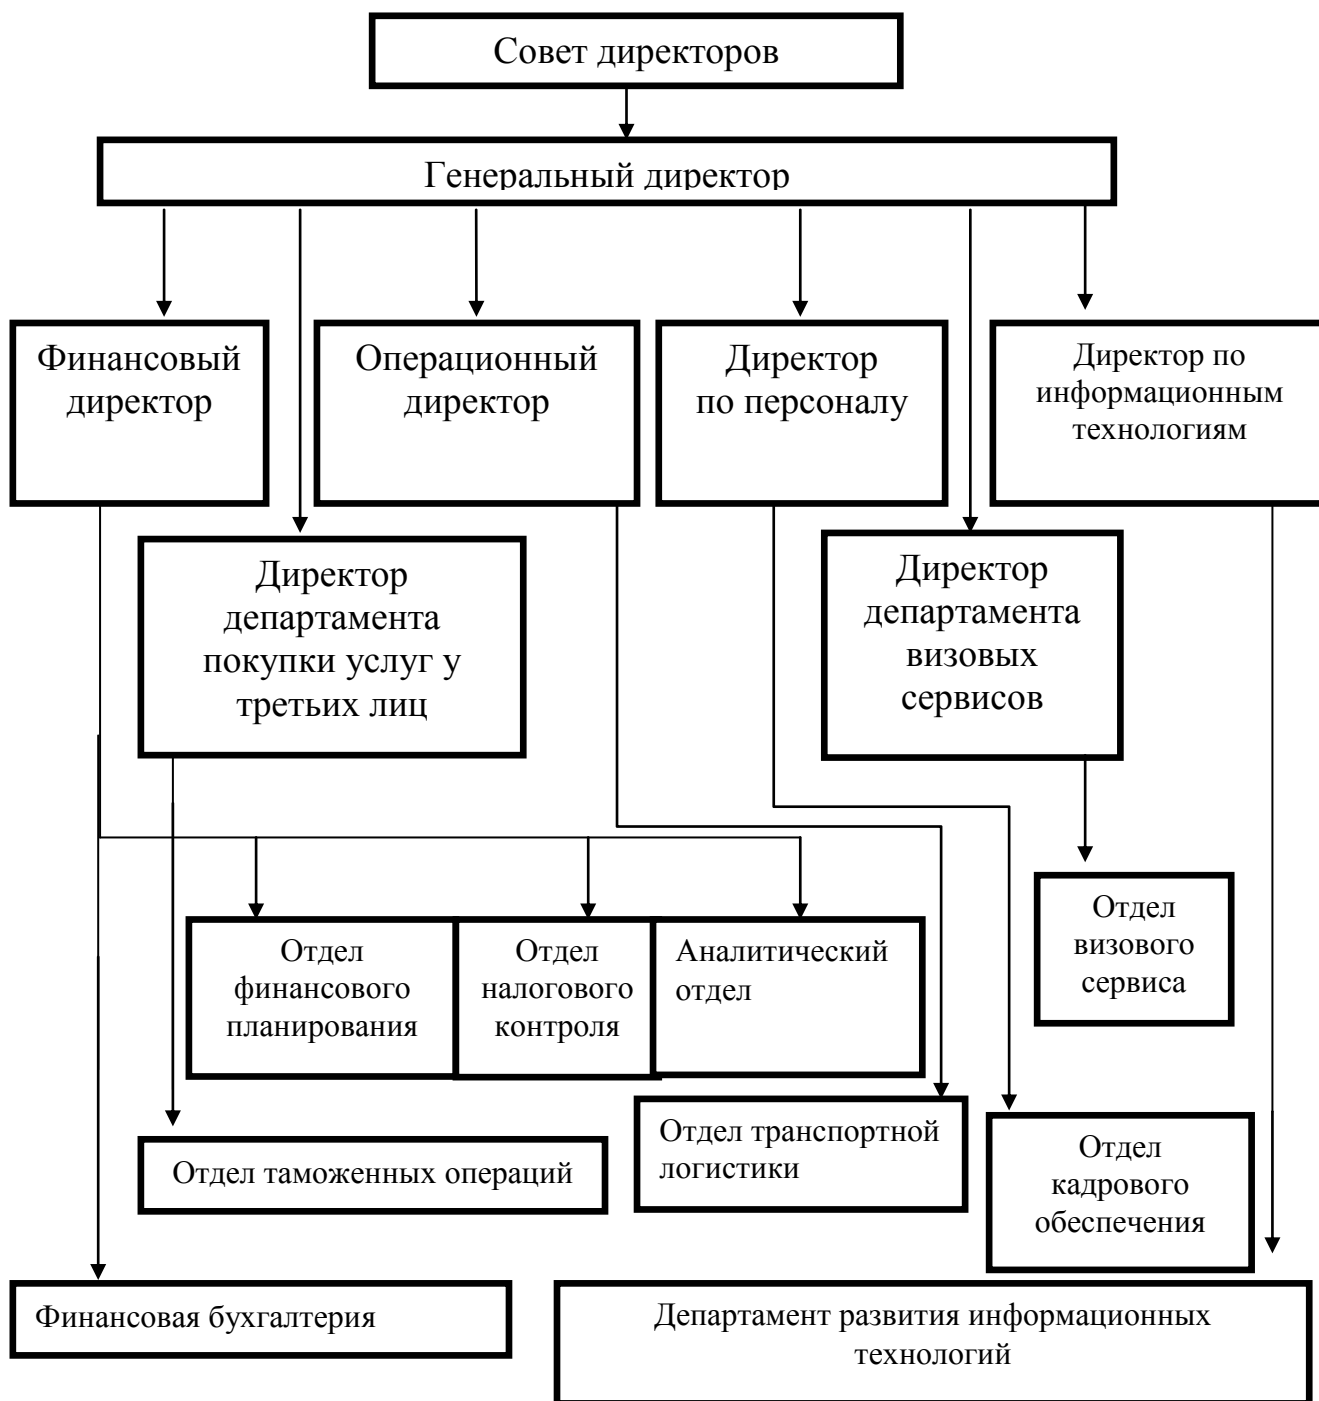 Совет директоров
Генеральный директор
Финансовый
директор
Операционный
директор
Директор
по персоналу
Директор по
информационным
технологиям
Директор
департамента
покупки услуг у
третьих лиц
Директор
департамента
визовых
сервисов
Отдел
визового
сервиса
Отдел
финансового
планирования
Отдел
налогового
контроля
Аналитический
отдел
Отдел таможенных операций
Отдел транспортной
логистики
Отдел
кадрового
обеспечения
Финансовая бухгалтерия
Департамент развития информационных
технологий